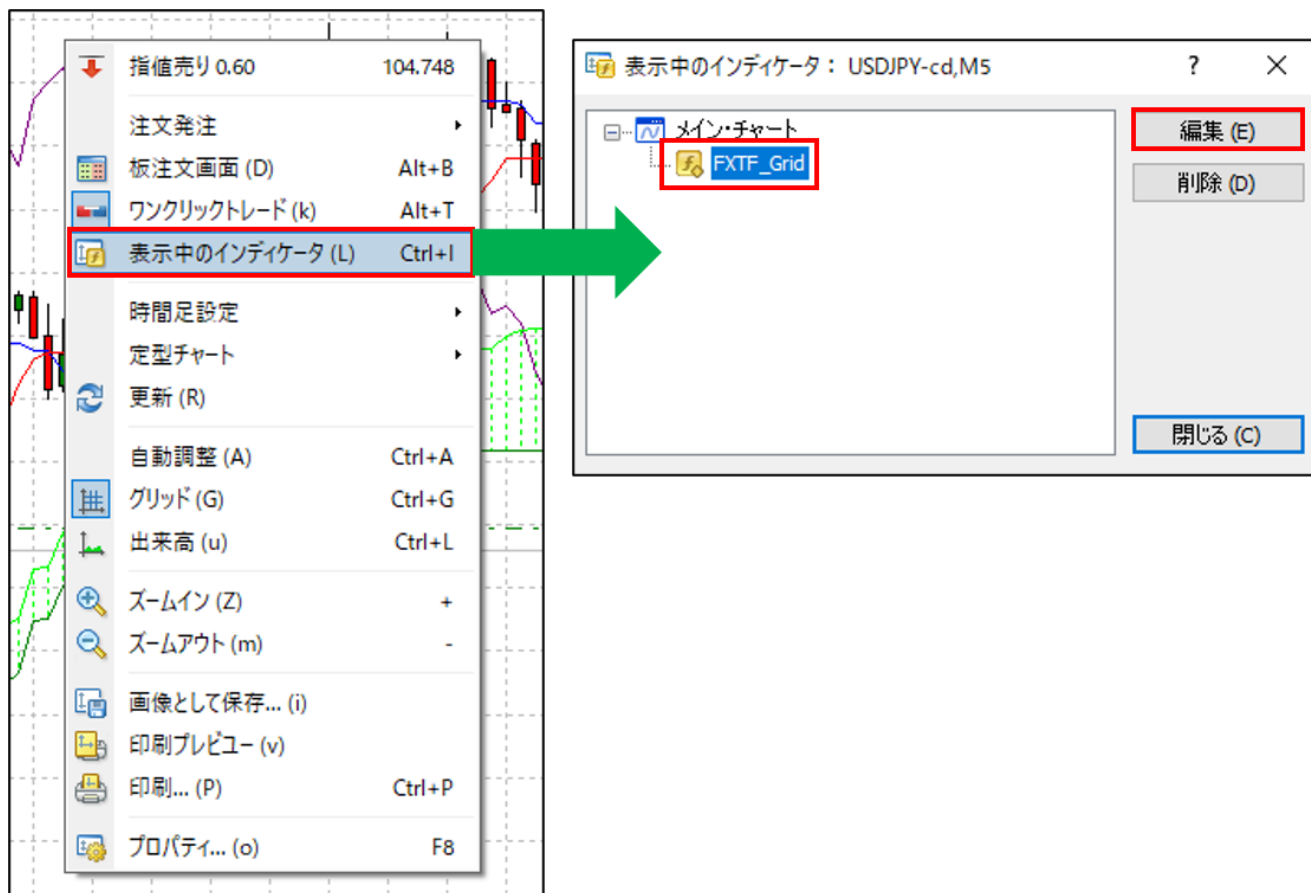 指値売り 0.60 104.748
注文発注
板注文画面 (D) Alt+B
ワンクリックトレード (k) Alt+T
表示中のインディケータ (L) Ctrl+I
時間足設定
定型チャート
更新 (R)
自動調整 (A) Ctrl+A
グリッド (G) Ctrl+G
出来高 (u) Ctrl+L
ズームイン (Z) +
ズームアウト (m) -
画像として保存... (i)
印刷プレビュー (v)
印刷... (P) Ctrl+P
プロパティ... (o) F8
表示中のインディケータ： USDJPY-cd,M5 ?
メイン・チャート
FXTF_Grid
編集 (E)
削除 (D)
閉じる (C)